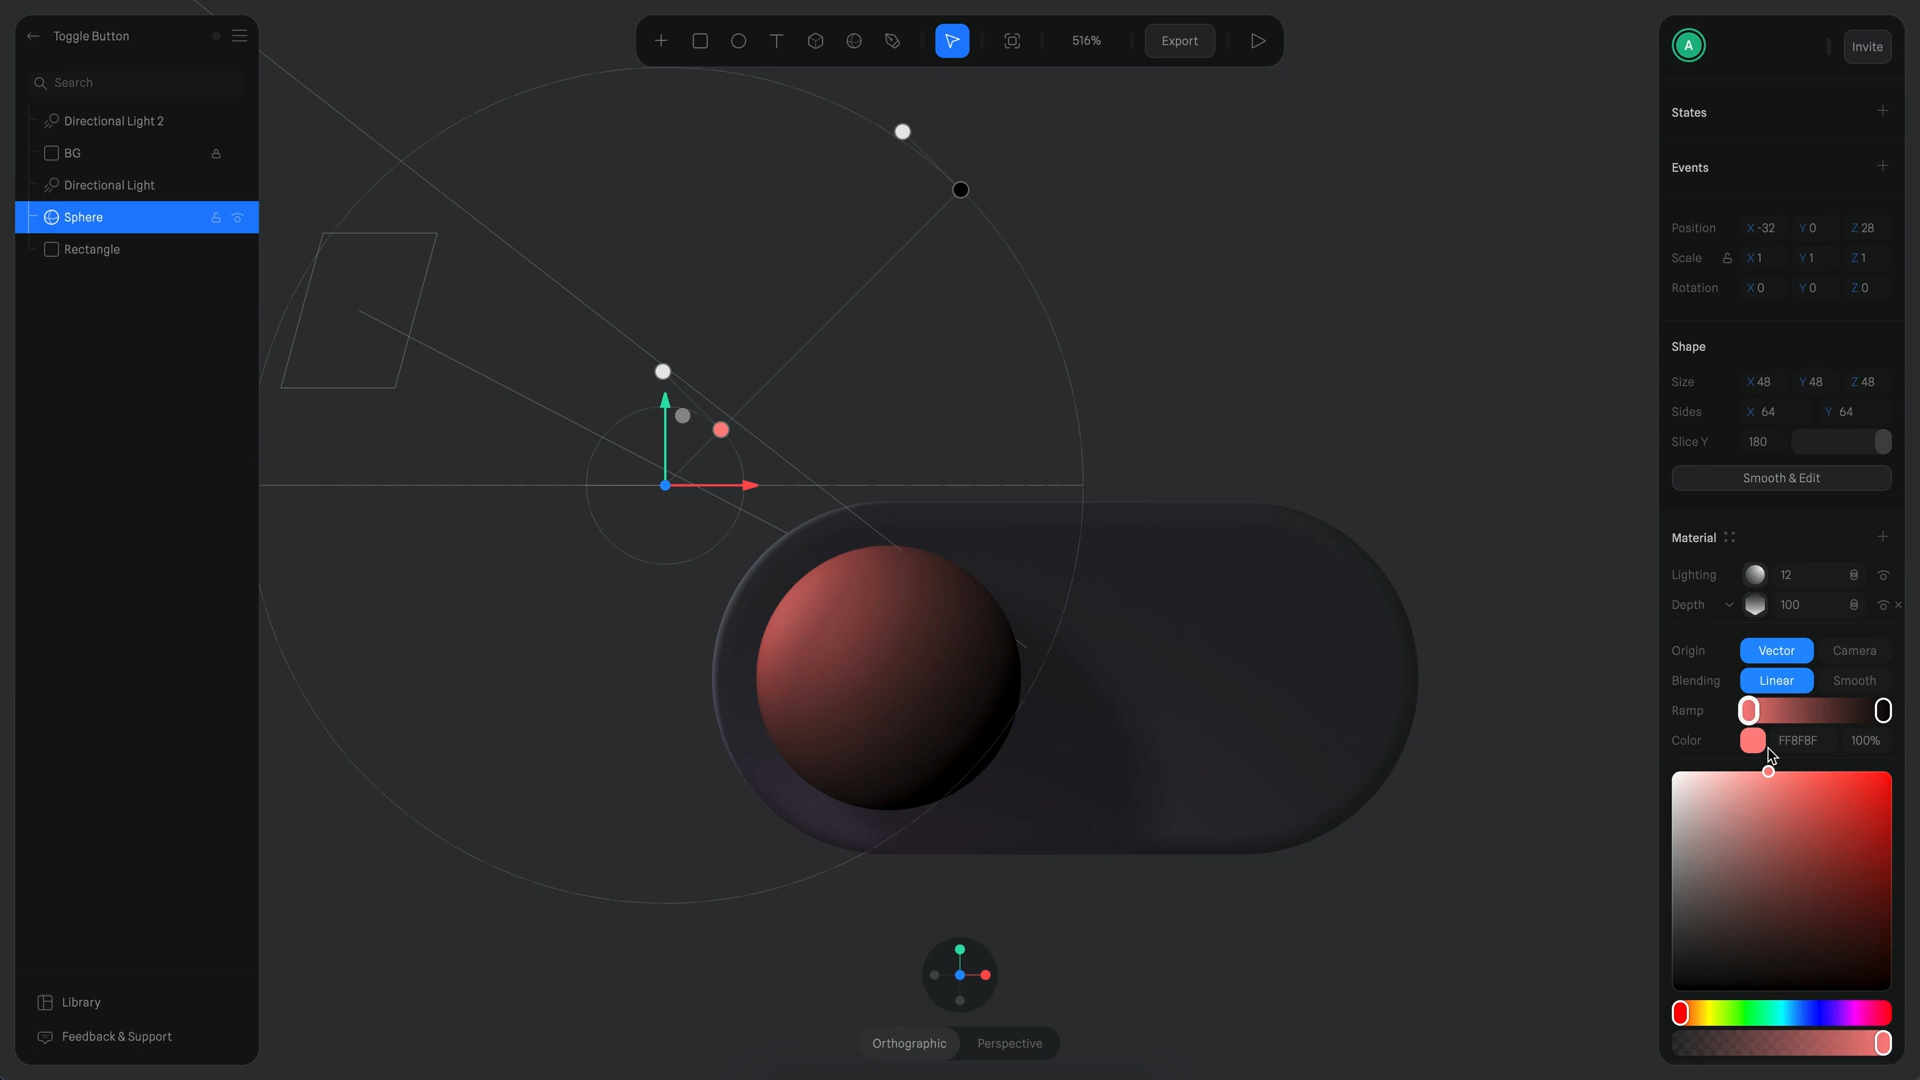 Toggle Button
Search
Directional Light 2
BG
Directional Light
Sphere
Rectangle
Library
Feedback & Support
516%
Export
Orthographic
Perspective
A
Invite
States
Events
Position X -32 Y 0 Z 28
Scale X 1 Y 1 Z 1
Rotation X 0 Y 0 Z 0
Shape
Size X 48 Y 48 Z 48
Sides X 64 Y 64
Slice Y 180
Smooth & Edit
Material
Lighting 12
Depth 100
Origin Vector Camera
Blending Linear Smooth
Ramp
Color FF8F8F 100%